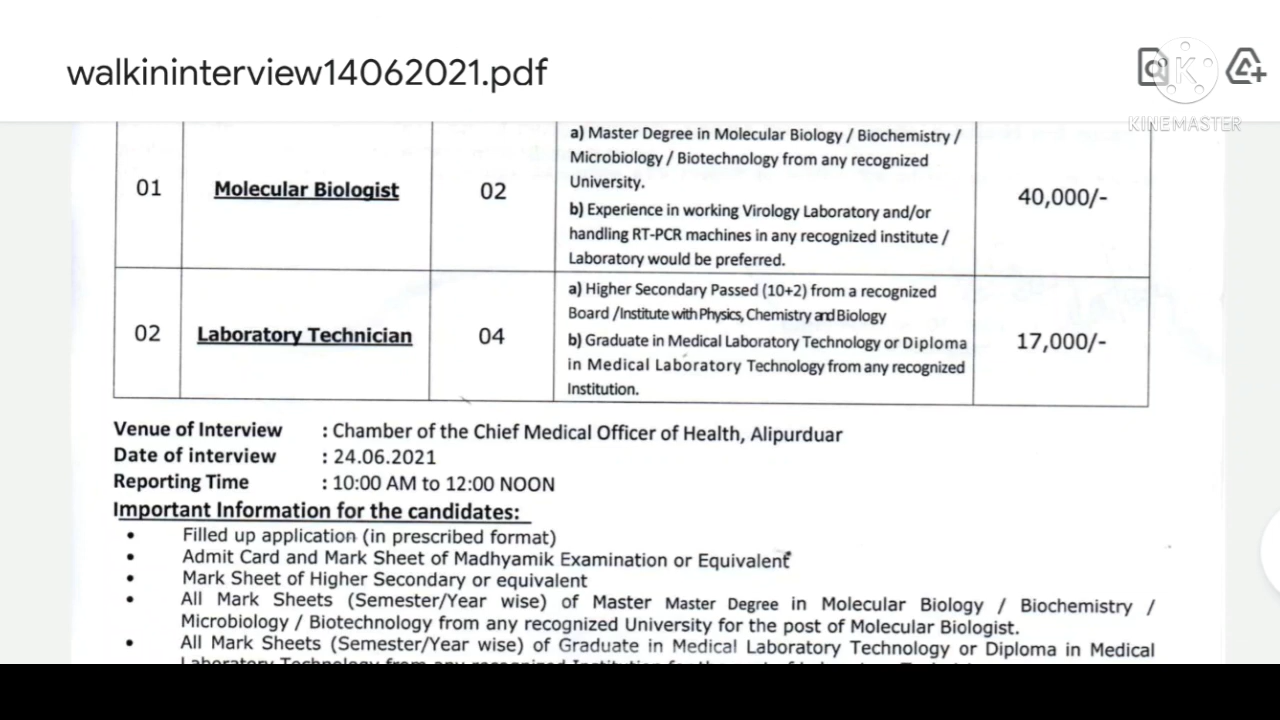 walkininterview14062021.pdf
KINEMASTER
01
Molecular Biologist
02
a) Master Degree in Molecular Biology / Biochemistry /
Microbiology / Biotechnology from any recognized
University.
b) Experience in working Virology Laboratory and/or
handling RT-PCR machines in any recognized institute /
Laboratory would be preferred.
40,000/-
02
Laboratory Technician
04
a) Higher Secondary Passed (10+2) from a recognized
Board /Institute with Physics, Chemistry and Biology
b) Graduate in Medical Laboratory Technology or Diploma
in Medical Laboratory Technology from any recognized
Institution.
17,000/-
Venue of Interview : Chamber of the Chief Medical Officer of Health, Alipurduar
Date of interview : 24.06.2021
Reporting Time : 10:00 AM to 12:00 NOON
Important Information for the candidates:
• Filled up application (in prescribed format)
• Admit Card and Mark Sheet of Madhyamik Examination or Equivalent
• Mark Sheet of Higher Secondary or equivalent
• All Mark Sheets (Semester/Year wise) of Master Master Degree in Molecular Biology / Biochemistry /
Microbiology / Biotechnology from any recognized University for the post of Molecular Biologist.
• All Mark Sheets (Semester/Year wise) of Graduate in Medical Laboratory Technology or Diploma in Medical